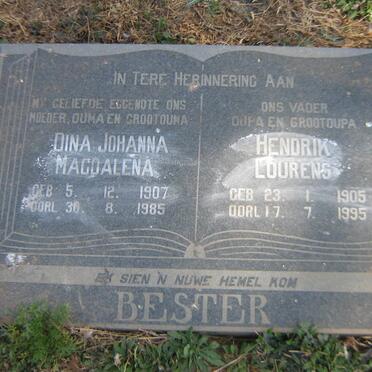 IN TERE HERINNERING AAN
MY GELIEFDE EGGENOTE ONS
MOEDER, OUMA EN GROOTOUMA
DINA JOHANNA
MAGDALENA
GEB 5. 12. 1907
OORL 30. 8. 1985
ONS VADER
OUPA EN GROOTOUPA
HENDRIK
LOURENS
GEB 23. 1. 1905
OORL 17. 7. 1995
EK SIEN 'N NUWE HEMEL KOM
BESTER